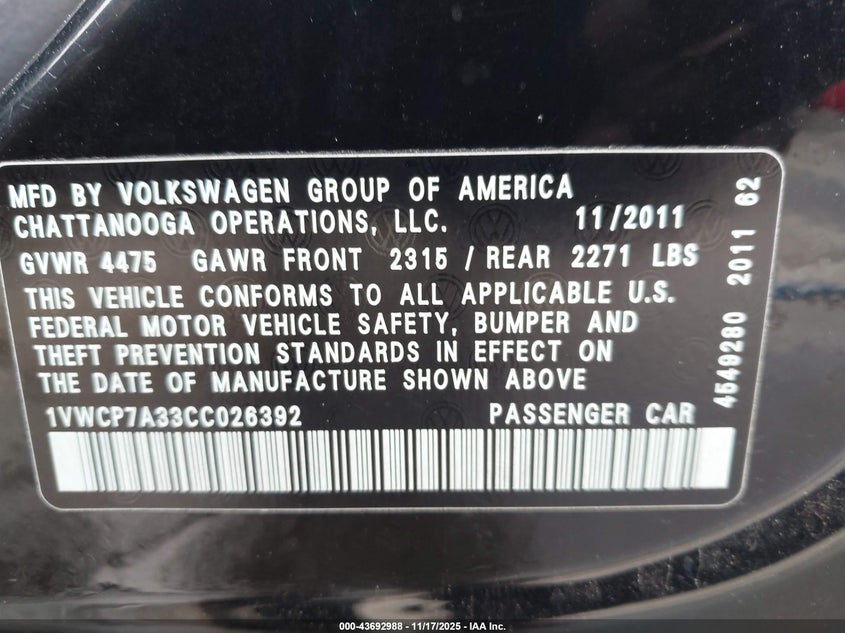 MFD BY VOLKSWAGEN GROUP OF AMERICA
CHATTANOOGA OPERATIONS, LLC. 11/2011
GVWR 4475 GAWR FRONT 2315 / REAR 2271 LBS
THIS VEHICLE CONFORMS TO ALL APPLICABLE U.S.
FEDERAL MOTOR VEHICLE SAFETY, BUMPER AND
THEFT PREVENTION STANDARDS IN EFFECT ON
THE DATE OF MANUFACTURE SHOWN ABOVE
1VWCP7A33CC026392 PASSENGER CAR
4549280 2011 62
000-43692988 - 11/17/2025 - IAA Inc.